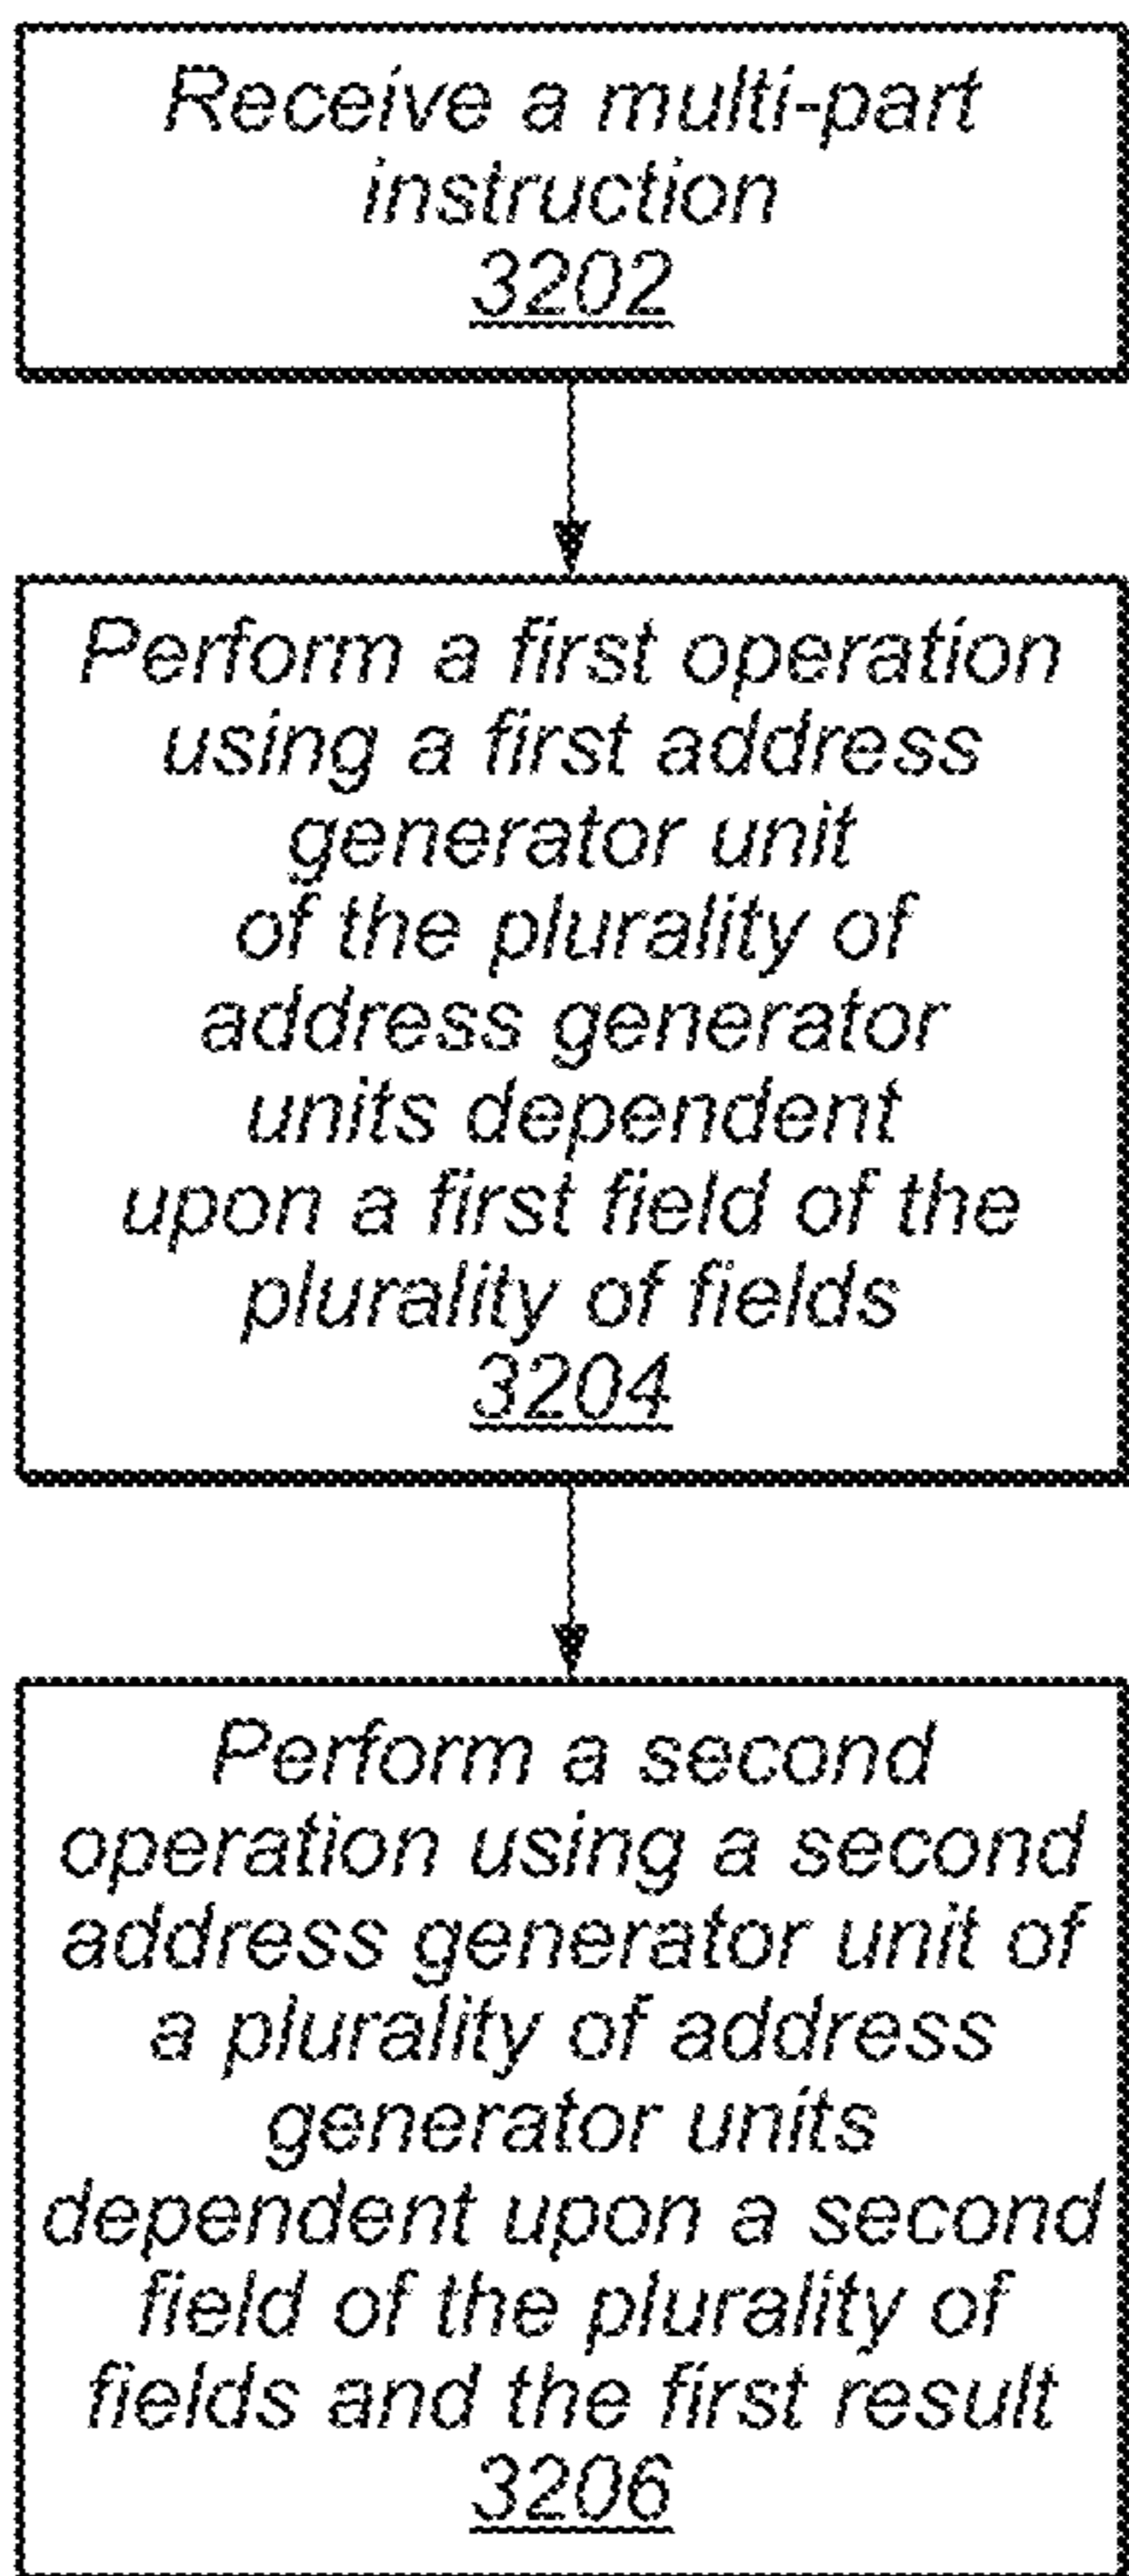 Receive a multi-part
instruction
3202
Perform a first operation
using a first address
generator unit
of the plurality of
address generator
units dependent
upon a first field of the
plurality of fields
3204
Perform a second
operation using a second
address generator unit of
a plurality of address
generator units
dependent upon a second
field of the plurality of
fields and the first result
3206